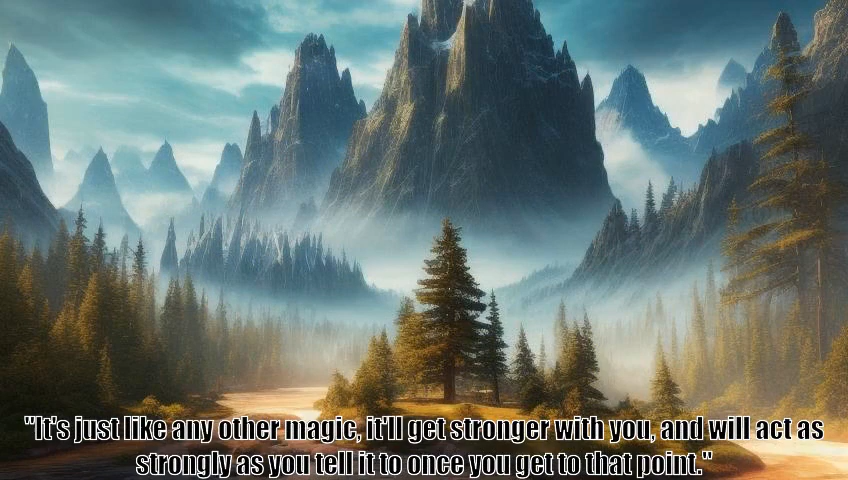 "It's just like any other magic, it'll get stronger with you, and will act as
strongly as you tell it to once you get to that point."